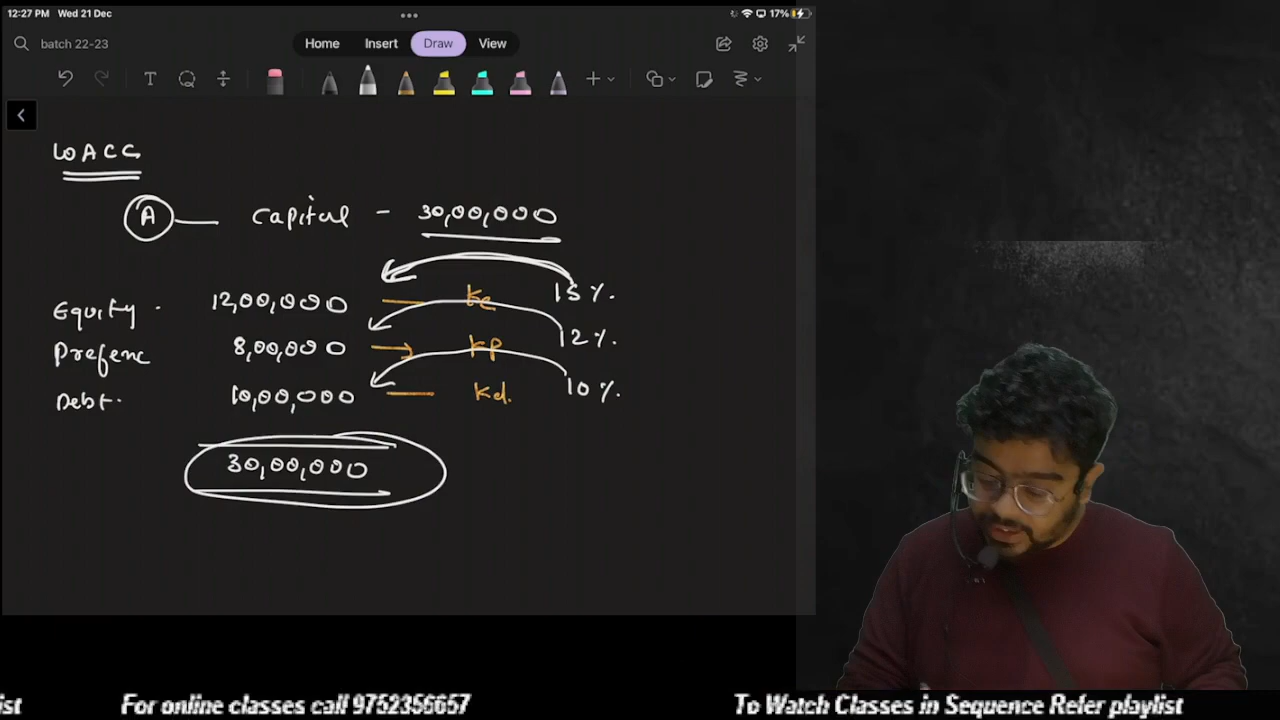 12:27 PM Wed 21 Dec
17%
batch 22-23
Home Insert Draw View
WACC
A Capital - 30,00,000
Equity - 12,00,000 Ke 15%.
Prefenc 8,00,000 Kp 12%.
Debt. 10,00,000 Kd. 10%.
30,00,000
ist For online classes call 9752356657 To Watch Classes in Sequence Refer playlist